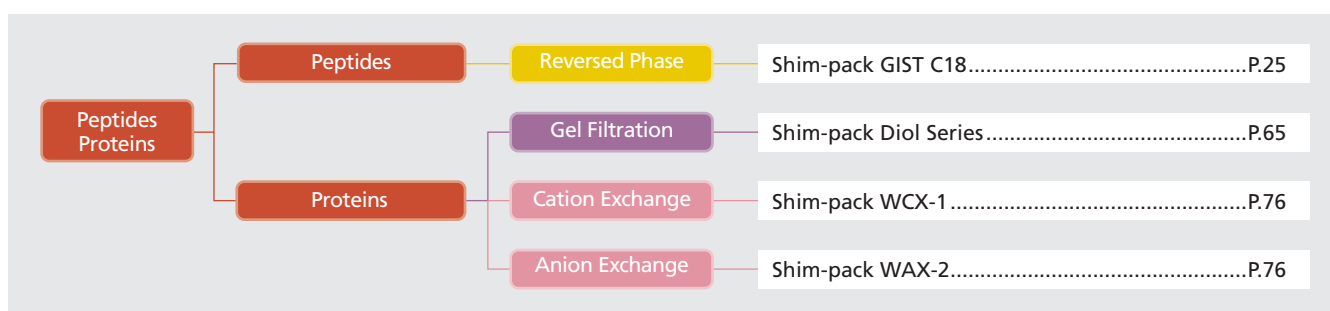 Peptides
Proteins
Peptides
Reversed Phase
Shim-pack GIST C18..............................................P.25
Proteins
Gel Filtration
Shim-pack Diol Series...........................................P.65
Cation Exchange
Shim-pack WCX-1.................................................P.76
Anion Exchange
Shim-pack WAX-2.................................................P.76